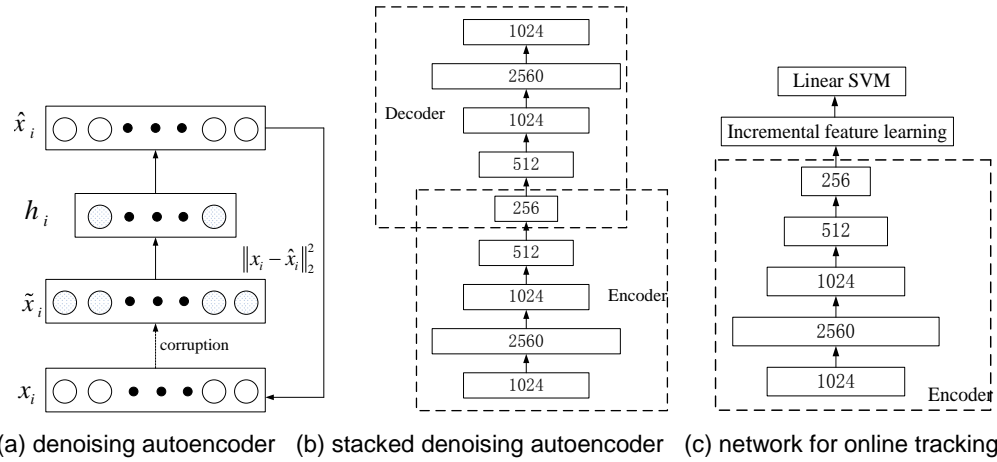 x̂ᵢ
hᵢ
‖xᵢ − x̂ᵢ‖₂²
x̃ᵢ
corruption
xᵢ
(a) denoising autoencoder
1024
2560
Decoder
1024
512
256
512
Encoder
1024
2560
1024
(b) stacked denoising autoencoder
Linear SVM
Incremental feature learning
256
512
1024
2560
1024
Encoder
(c) network for online tracking